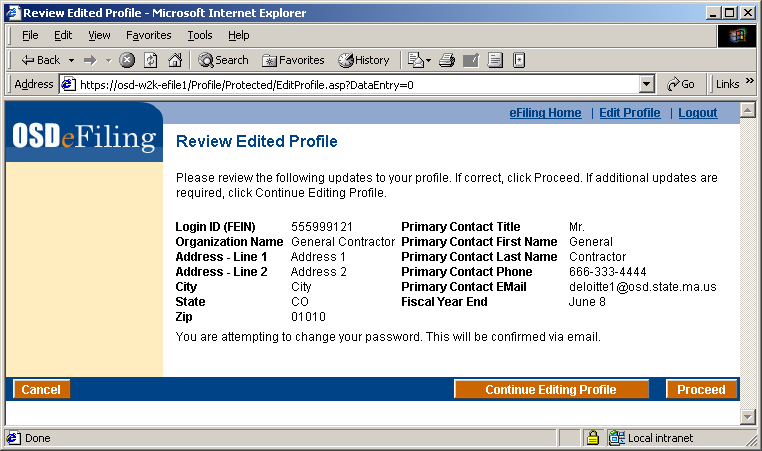 Review Edited Profile - Microsoft Internet Explorer
File Edit View Favorites Tools Help
Back Search Favorites History
Address https://osd-w2k-efile1/Profile/Protected/EditProfile.asp?DataEntry=0 Go Links »
eFiling Home | Edit Profile | Logout
OSDeFiling
Review Edited Profile
Please review the following updates to your profile. If correct, click Proceed. If additional updates are
required, click Continue Editing Profile.
Login ID (FEIN) 555999121 Primary Contact Title Mr.
Organization Name General Contractor Primary Contact First Name General
Address - Line 1 Address 1 Primary Contact Last Name Contractor
Address - Line 2 Address 2 Primary Contact Phone 666-333-4444
City City Primary Contact EMail deloitte1@osd.state.ma.us
State CO Fiscal Year End June 8
Zip 01010
You are attempting to change your password. This will be confirmed via email.
Cancel Continue Editing Profile Proceed
Done Local intranet